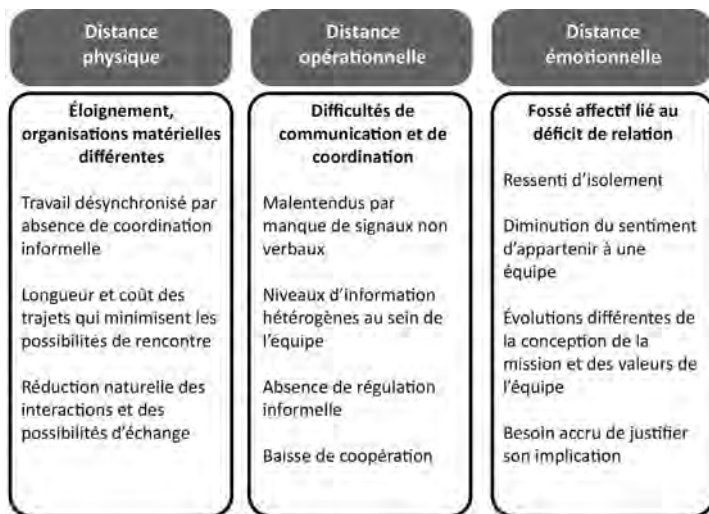 Distance
physique
Éloignement,
organisations matérielles
différentes
Travail désynchronisé par
absence de coordination
informelle
Longueur et coût des
trajets qui minimisent les
possibilités de rencontre
Réduction naturelle des
interactions et des
possibilités d'échange
Distance
opérationnelle
Difficultés de
communication et de
coordination
Malentendus par
manque de signaux non
verbaux
Niveaux d'information
hétérogènes au sein de
l'équipe
Absence de régulation
informelle
Baisse de coopération
Distance
émotionnelle
Fossé affectif lié au
déficit de relation
Ressenti d'isolement
Diminution du sentiment
d'appartenir à une
équipe
Évolutions différentes de
la conception de la
mission et des valeurs de
l'équipe
Besoin accru de justifier
son implication